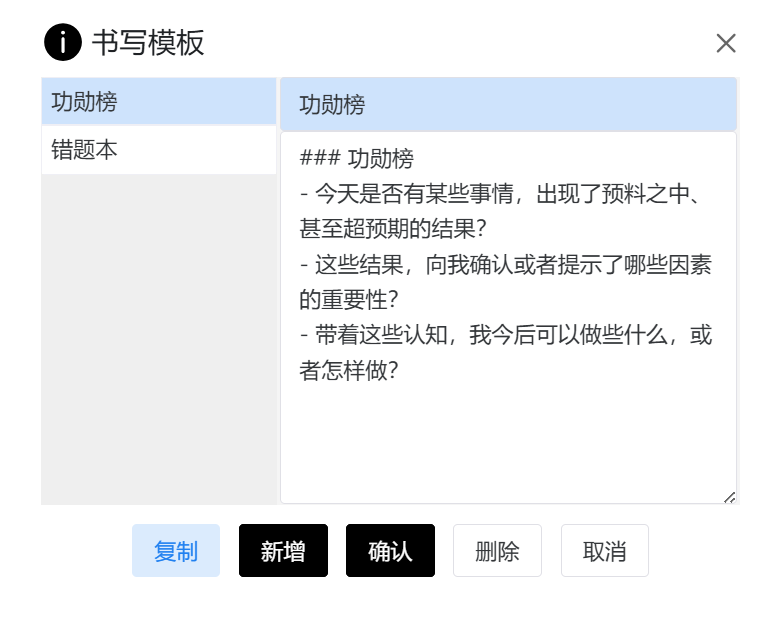 书写模板
功勋榜
错题本
功勋榜
### 功勋榜
- 今天是否有某些事情，出现了预料之中、
甚至超预期的结果？
- 这些结果，向我确认或者提示了哪些因素
的重要性？
- 带着这些认知，我今后可以做些什么，或
者怎样做？
复制 新增 确认 删除 取消